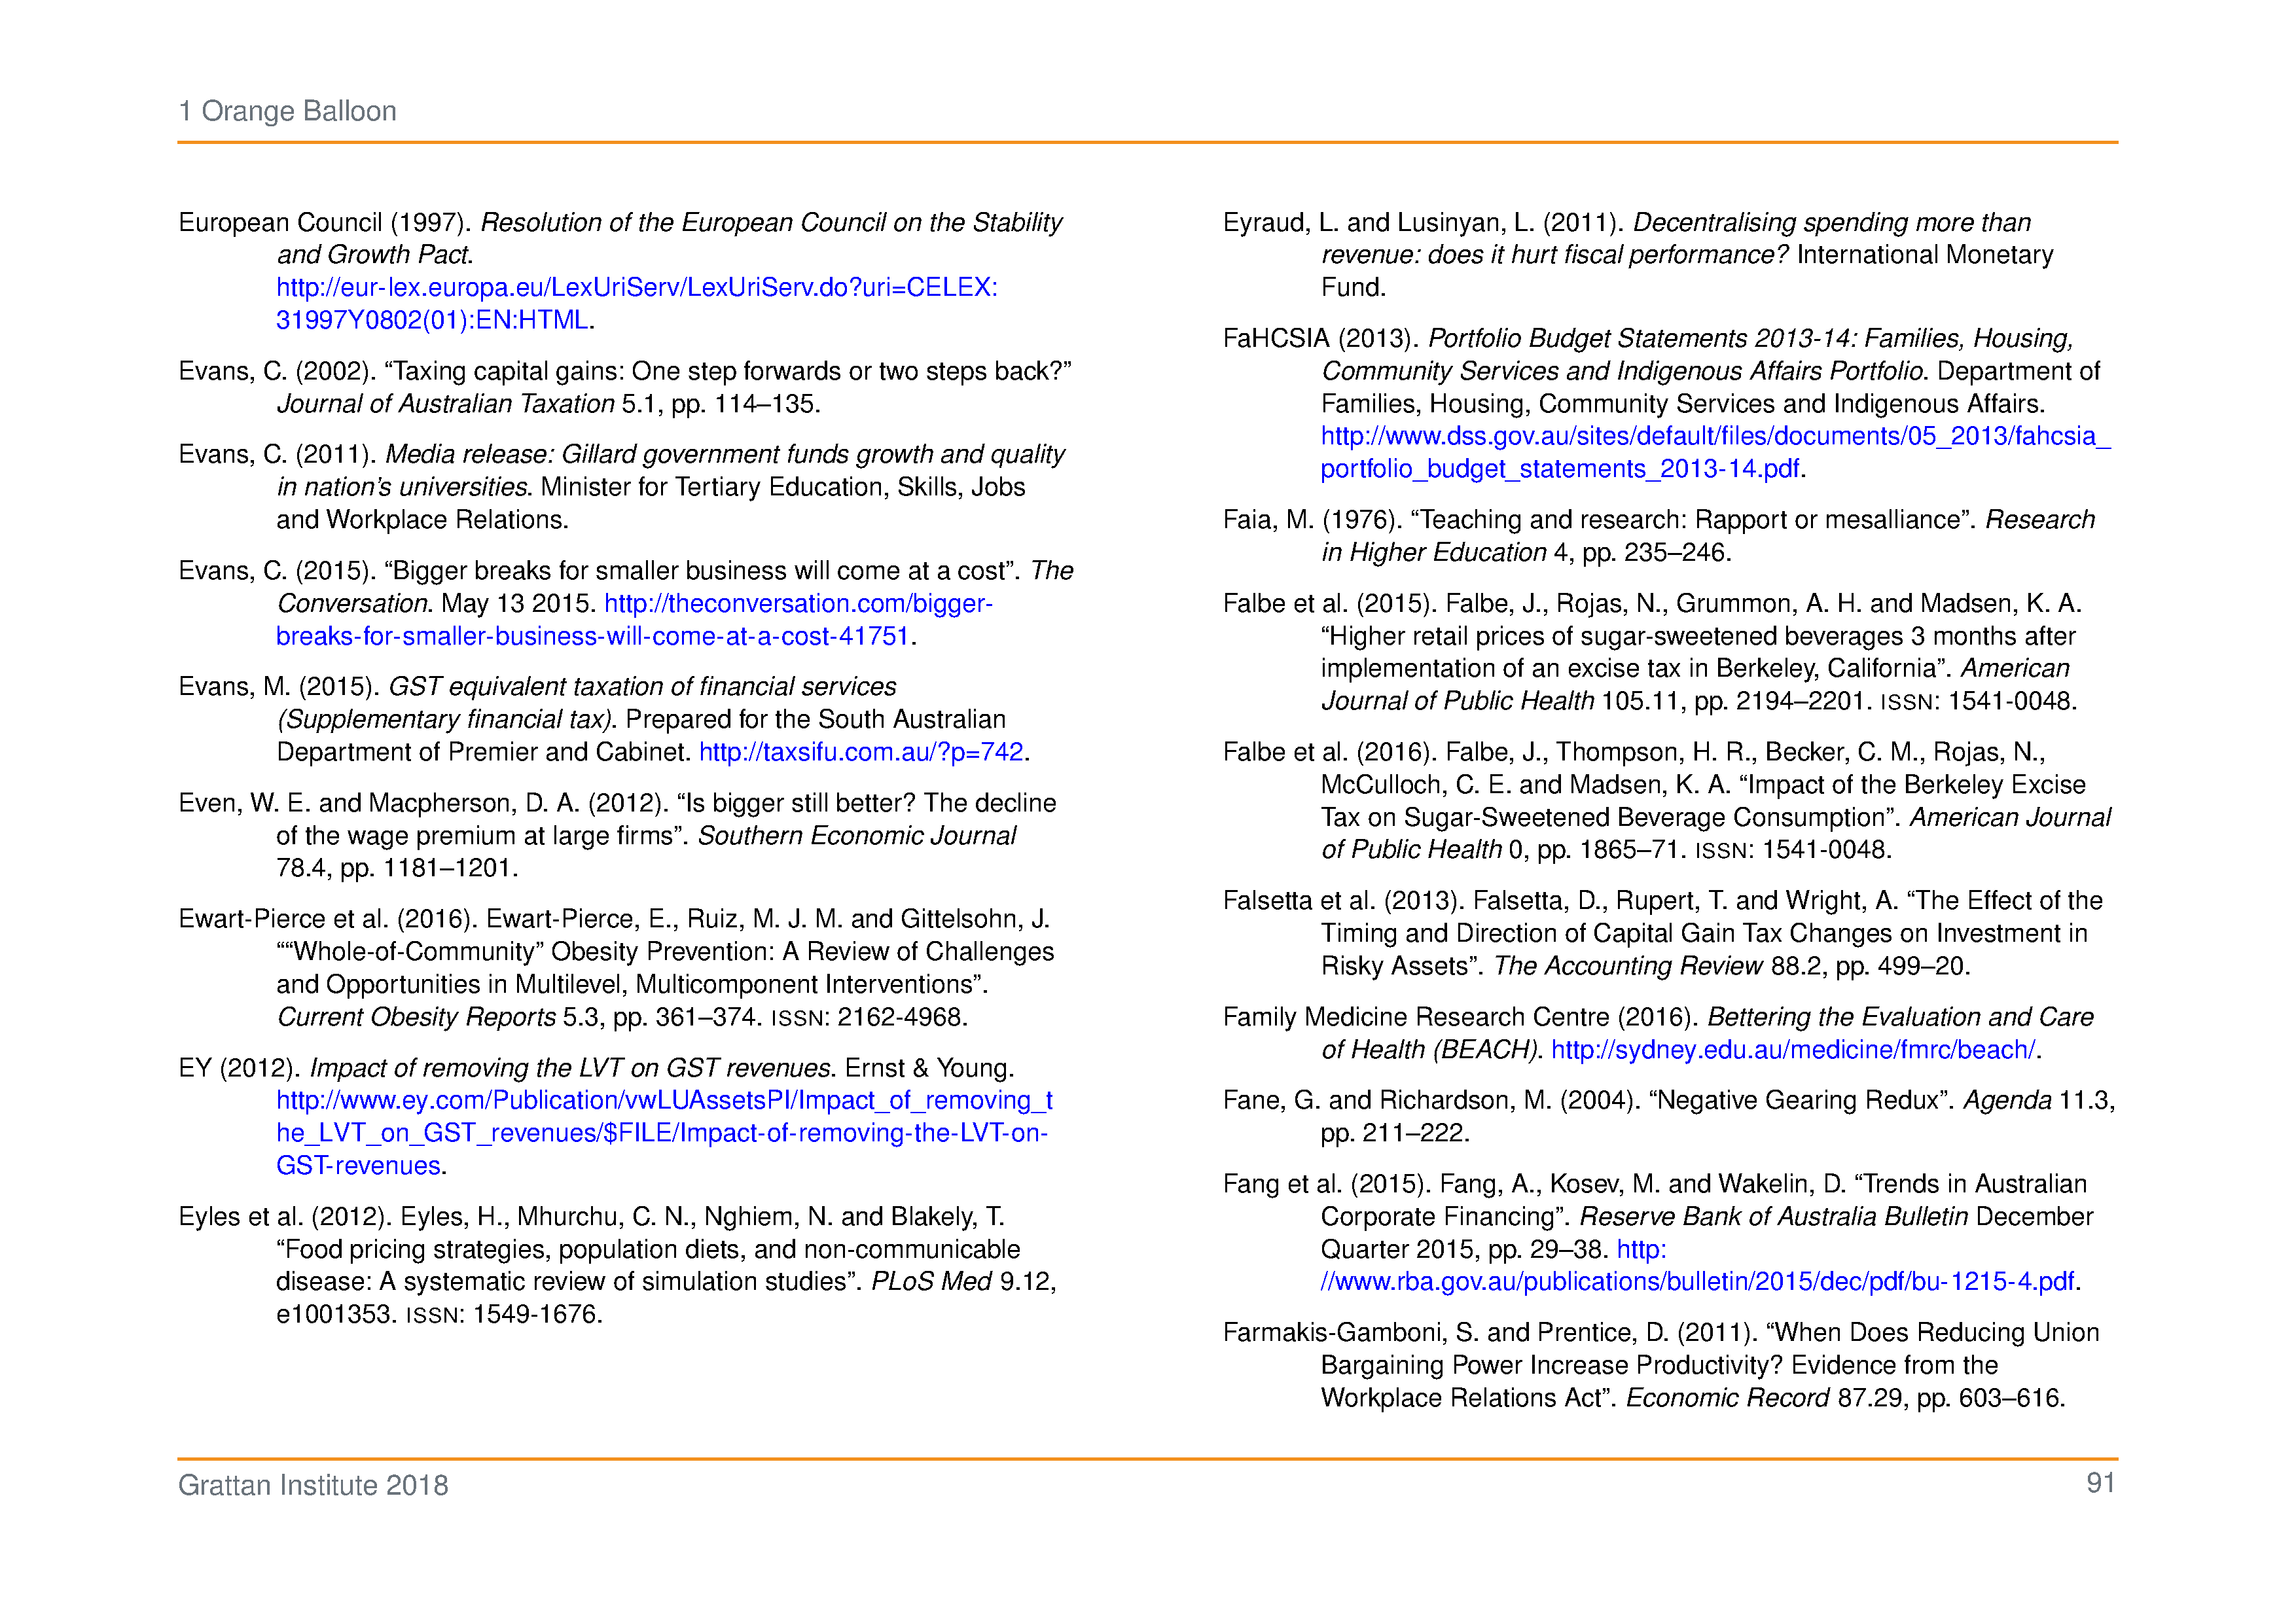 1 Orange Balloon
European Council (1997). Resolution of the European Council on the Stability
and Growth Pact.
http://eur-lex.europa.eu/LexUriServ/LexUriServ.do?uri=CELEX:
31997Y0802(01):EN:HTML.
Evans, C. (2002). “Taxing capital gains: One step forwards or two steps back?”
Journal of Australian Taxation 5.1, pp. 114–135.
Evans, C. (2011). Media release: Gillard government funds growth and quality
in nation’s universities. Minister for Tertiary Education, Skills, Jobs
and Workplace Relations.
Evans, C. (2015). “Bigger breaks for smaller business will come at a cost”. The
Conversation. May 13 2015. http://theconversation.com/bigger-
breaks-for-smaller-business-will-come-at-a-cost-41751.
Evans, M. (2015). GST equivalent taxation of financial services
(Supplementary financial tax). Prepared for the South Australian
Department of Premier and Cabinet. http://taxsifu.com.au/?p=742.
Even, W. E. and Macpherson, D. A. (2012). “Is bigger still better? The decline
of the wage premium at large firms”. Southern Economic Journal
78.4, pp. 1181–1201.
Ewart-Pierce et al. (2016). Ewart-Pierce, E., Ruiz, M. J. M. and Gittelsohn, J.
““Whole-of-Community” Obesity Prevention: A Review of Challenges
and Opportunities in Multilevel, Multicomponent Interventions”.
Current Obesity Reports 5.3, pp. 361–374. ISSN: 2162-4968.
EY (2012). Impact of removing the LVT on GST revenues. Ernst & Young.
http://www.ey.com/Publication/vwLUAssetsPI/Impact_of_removing_t
he_LVT_on_GST_revenues/$FILE/Impact-of-removing-the-LVT-on-
GST-revenues.
Eyles et al. (2012). Eyles, H., Mhurchu, C. N., Nghiem, N. and Blakely, T.
“Food pricing strategies, population diets, and non-communicable
disease: A systematic review of simulation studies”. PLoS Med 9.12,
e1001353. ISSN: 1549-1676.
Eyraud, L. and Lusinyan, L. (2011). Decentralising spending more than
revenue: does it hurt fiscal performance? International Monetary
Fund.
FaHCSIA (2013). Portfolio Budget Statements 2013-14: Families, Housing,
Community Services and Indigenous Affairs Portfolio. Department of
Families, Housing, Community Services and Indigenous Affairs.
http://www.dss.gov.au/sites/default/files/documents/05_2013/fahcsia_
portfolio_budget_statements_2013-14.pdf.
Faia, M. (1976). “Teaching and research: Rapport or mesalliance”. Research
in Higher Education 4, pp. 235–246.
Falbe et al. (2015). Falbe, J., Rojas, N., Grummon, A. H. and Madsen, K. A.
“Higher retail prices of sugar-sweetened beverages 3 months after
implementation of an excise tax in Berkeley, California”. American
Journal of Public Health 105.11, pp. 2194–2201. ISSN: 1541-0048.
Falbe et al. (2016). Falbe, J., Thompson, H. R., Becker, C. M., Rojas, N.,
McCulloch, C. E. and Madsen, K. A. “Impact of the Berkeley Excise
Tax on Sugar-Sweetened Beverage Consumption”. American Journal
of Public Health 0, pp. 1865–71. ISSN: 1541-0048.
Falsetta et al. (2013). Falsetta, D., Rupert, T. and Wright, A. “The Effect of the
Timing and Direction of Capital Gain Tax Changes on Investment in
Risky Assets”. The Accounting Review 88.2, pp. 499–20.
Family Medicine Research Centre (2016). Bettering the Evaluation and Care
of Health (BEACH). http://sydney.edu.au/medicine/fmrc/beach/.
Fane, G. and Richardson, M. (2004). “Negative Gearing Redux”. Agenda 11.3,
pp. 211–222.
Fang et al. (2015). Fang, A., Kosev, M. and Wakelin, D. “Trends in Australian
Corporate Financing”. Reserve Bank of Australia Bulletin December
Quarter 2015, pp. 29–38. http:
//www.rba.gov.au/publications/bulletin/2015/dec/pdf/bu-1215-4.pdf.
Farmakis-Gamboni, S. and Prentice, D. (2011). “When Does Reducing Union
Bargaining Power Increase Productivity? Evidence from the
Workplace Relations Act”. Economic Record 87.29, pp. 603–616.
Grattan Institute 2018
91